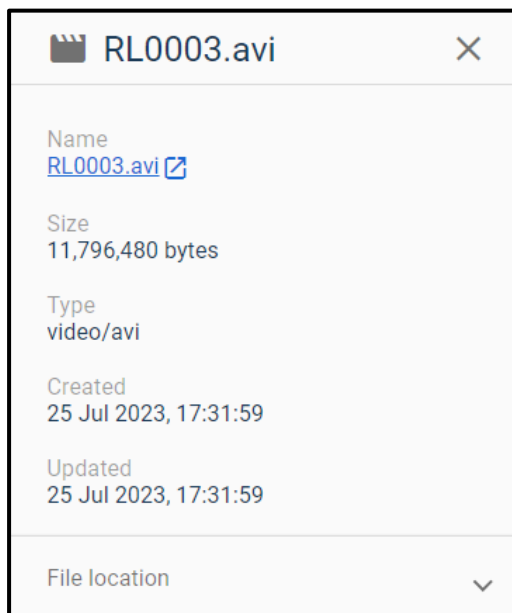 RL0003.avi
Name
RL0003.avi
Size
11,796,480 bytes
Type
video/avi
Created
25 Jul 2023, 17:31:59
Updated
25 Jul 2023, 17:31:59
File location